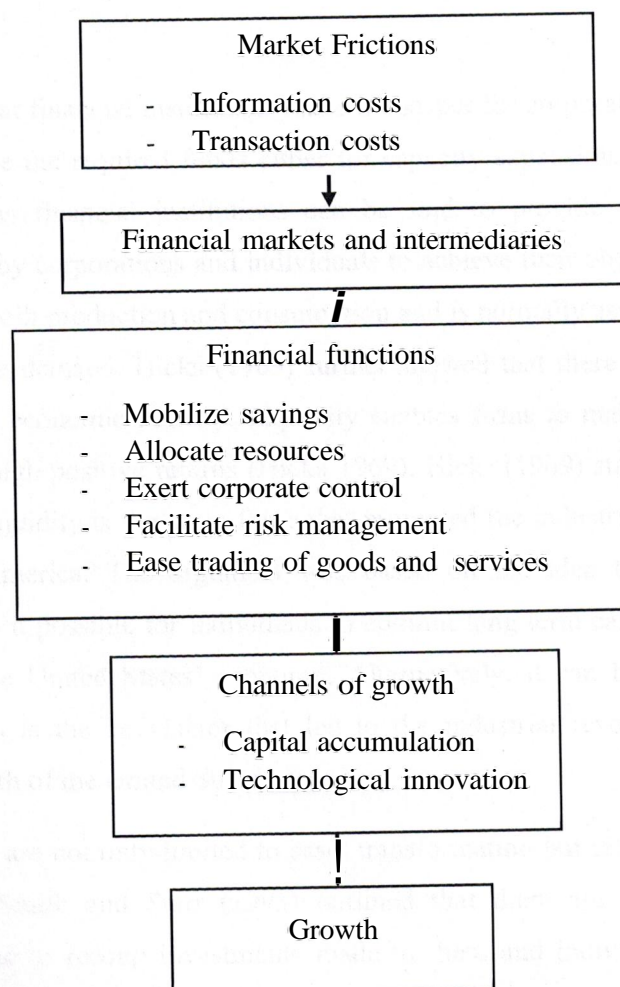 Market Frictions
- Information costs
- Transaction costs
Financial markets and intermediaries
Financial functions
- Mobilize savings
- Allocate resources
- Exert corporate control
- Facilitate risk management
- Ease trading of goods and services
Channels of growth
- Capital accumulation
- Technological innovation
Growth